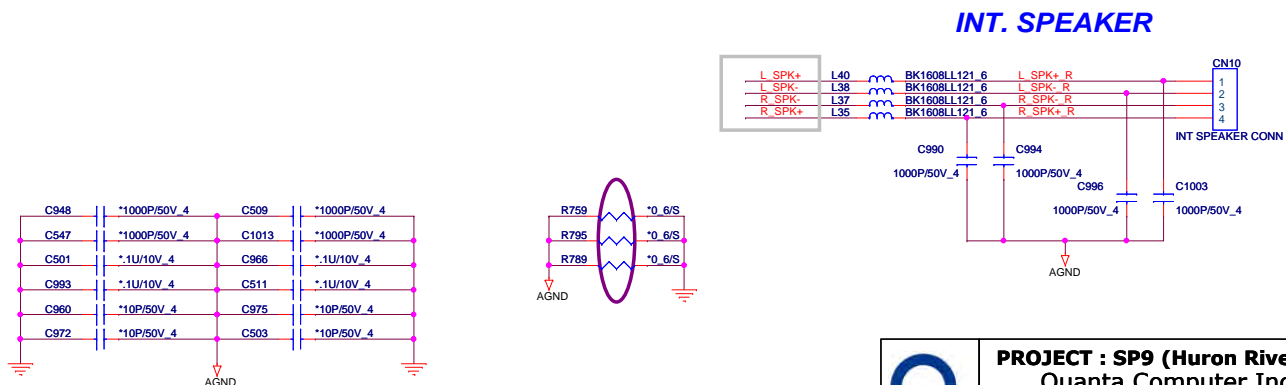 INT. SPEAKER
CN10
L_SPK+ L40 BK1608LL121_6 L_SPK+_R 1
L_SPK- L38 BK1608LL121_6 L_SPK-_R 2
R_SPK- L37 BK1608LL121_6 R_SPK-_R 3
R_SPK+ L35 BK1608LL121_6 R_SPK+_R 4
INT SPEAKER CONN
C990 C994
1000P/50V_4 1000P/50V_4
C996 C1003
1000P/50V_4 1000P/50V_4
AGND
C948 *1000P/50V_4 C509 *1000P/50V_4
C547 *1000P/50V_4 C1013 *1000P/50V_4
C501 *.1U/10V_4 C966 *.1U/10V_4
C993 *.1U/10V_4 C511 *.1U/10V_4
C960 *10P/50V_4 C975 *10P/50V_4
C972 *10P/50V_4 C503 *10P/50V_4
AGND
R759 *0_6/S
R795 *0_6/S
R789 *0_6/S
AGND
PROJECT : SP9 (Huron Rive
Quanta Computer Inc